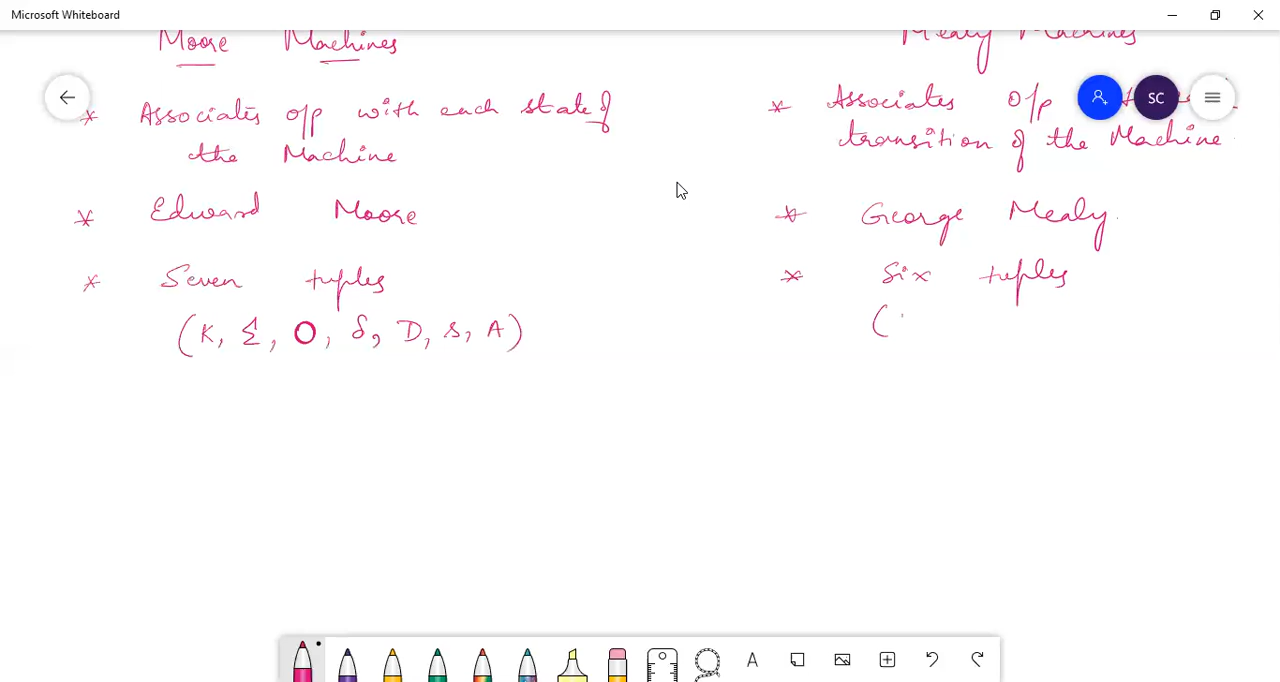 Microsoft Whiteboard
Moore Machines
Mealy Machines
* Associates o/p with each state of
the Machine
* Associates O/p
transition of the Machine
SC
* Edward Moore
* George Mealy.
* Seven tuples
(K, Σ, O, δ, D, s, A)
* Six tuples
(
A